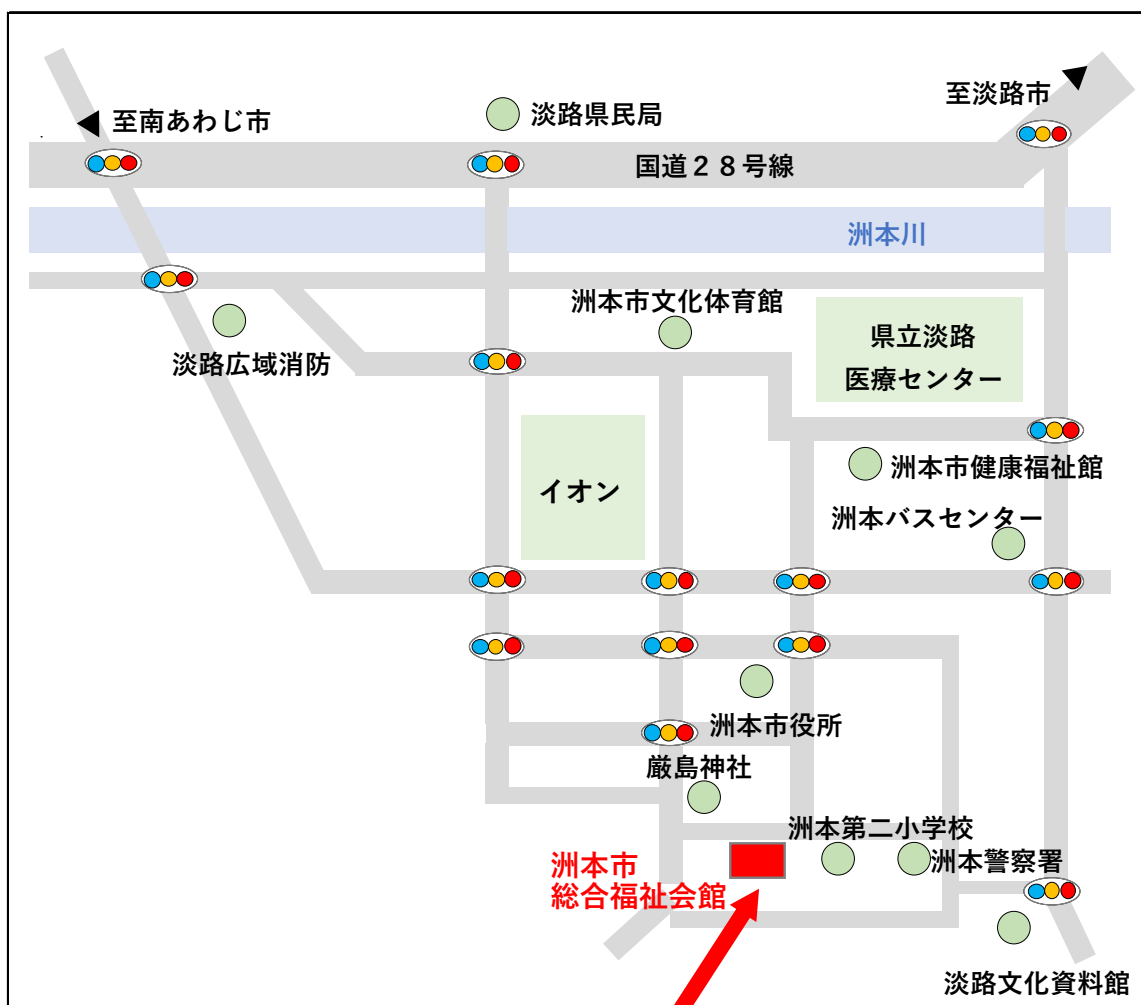 至淡路市
至南あわじ市
淡路県民局
国道２８号線
洲本川
洲本市文化体育館
県立淡路
医療センター
淡路広域消防
イオン
洲本市健康福祉館
洲本バスセンター
洲本市役所
厳島神社
洲本第二小学校
洲本市
総合福祉会館
洲本警察署
淡路文化資料館